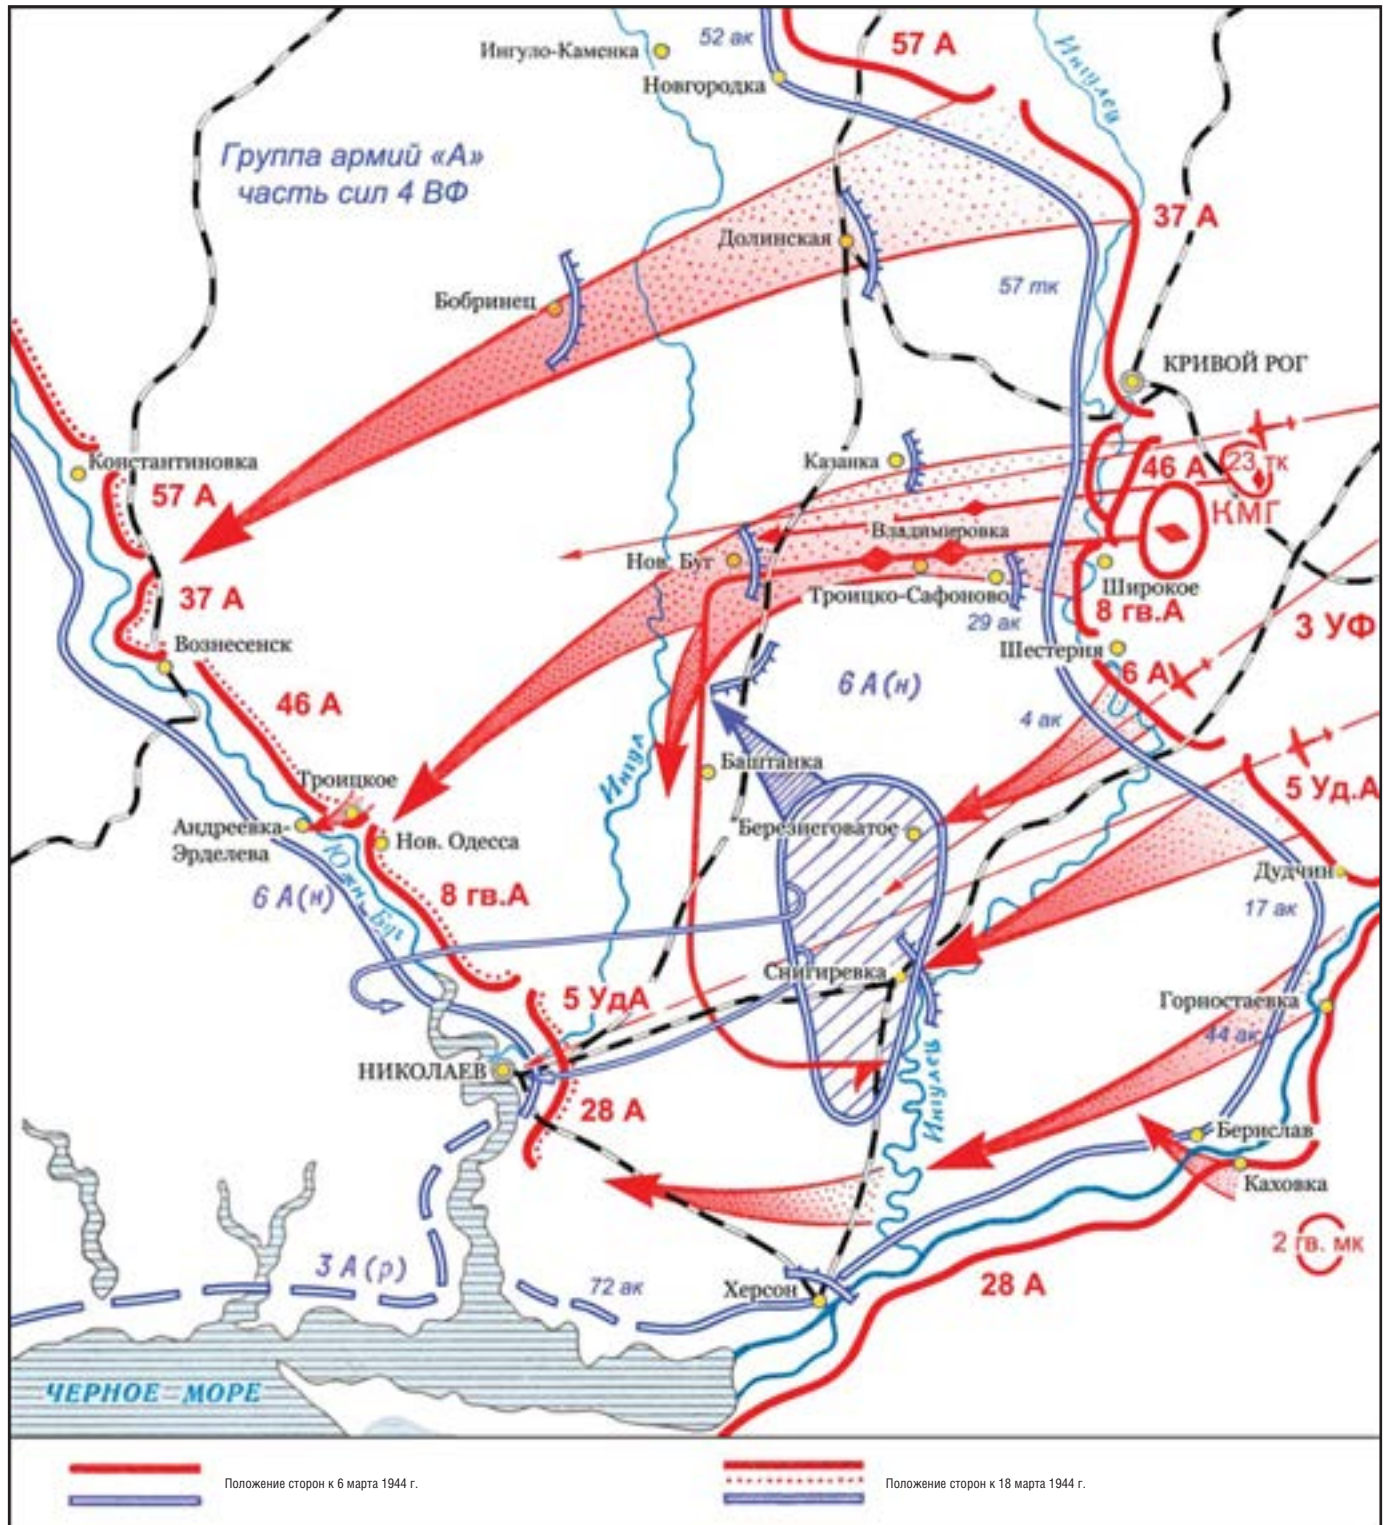 52 ак
57 А
Ингулец
Ингуло-Каменка
Новгородка
Группа армий «А»
часть сил 4 ВФ
37 А
Долинская
57 тк
Бобринец
КРИВОЙ РОГ
Константиновка
57 А
Казанка
46 А
23 тк
КМГ
Владимировка
Нов. Буг
Троицко-Сафоново
Широкое
37 А
29 ак
8 гв.А
3 УФ
Вознесенск
Шестерня
6 А
6 А(н)
46 А
4 ак
Ингул
Баштанка
Троицкое
5 Уд.А
Андреевка-
Эрделева
Нов. Одесса
Березнеговатое
Южн. Буг
Дудчин
6 А(н)
8 гв.А
17 ак
Снигиревка
5 УдА
Горностаевка
44 ак
НИКОЛАЕВ
28 А
Ингулец
Берислав
Каховка
2 гв. мк
3 А(р)
72 ак
Херсон
28 А
ЧЕРНОЕ МОРЕ
Положение сторон к 6 марта 1944 г.
Положение сторон к 18 марта 1944 г.